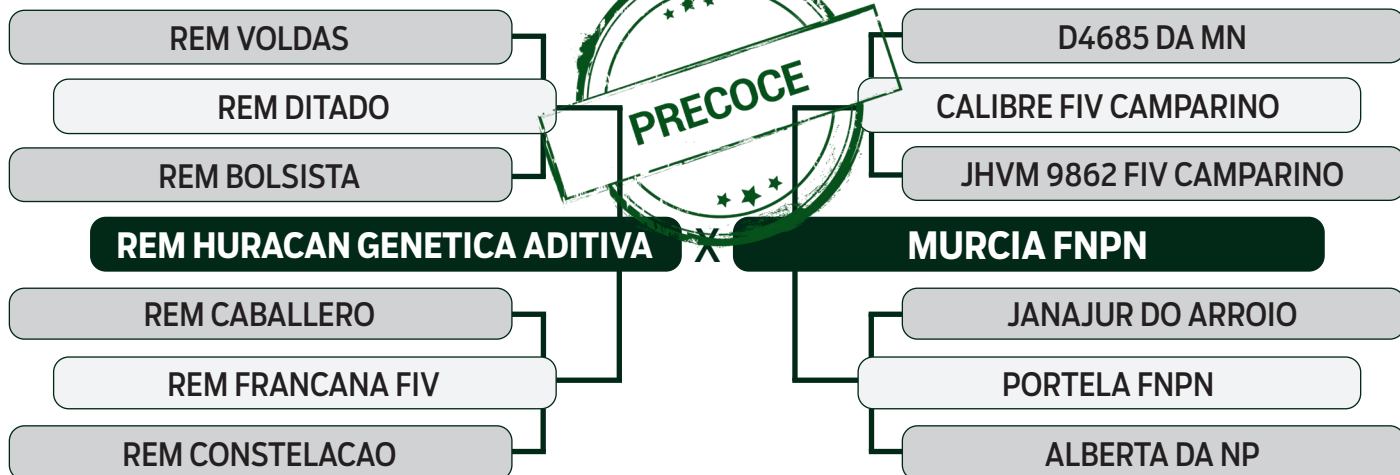 REM VOLDAS
REM DITADO
REM BOLSISTA
REM HURACAN GENETICA ADITIVA
REM CABALLERO
REM FRANCANA FIV
REM CONSTELACAO
PRECOCE
X
D4685 DA MN
CALIBRE FIV CAMPARINO
JHVM 9862 FIV CAMPARINO
MURCIA FNPN
JANAJUR DO ARROIO
PORTELA FNPN
ALBERTA DA NP